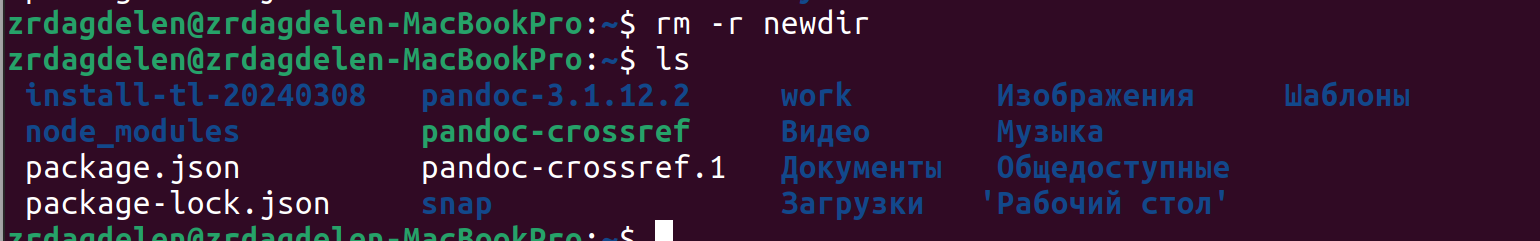 zrdagdelen@zrdagdelen-MacBookPro:~$ rm -r newdir
zrdagdelen@zrdagdelen-MacBookPro:~$ ls
install-tl-20240308 pandoc-3.1.12.2 work Изображения Шаблоны
node_modules pandoc-crossref Видео Музыка
package.json pandoc-crossref.1 Документы Общедоступные
package-lock.json snap Загрузки 'Рабочий стол'
zrdagdelen@zrdagdelen-MacBookPro:~$